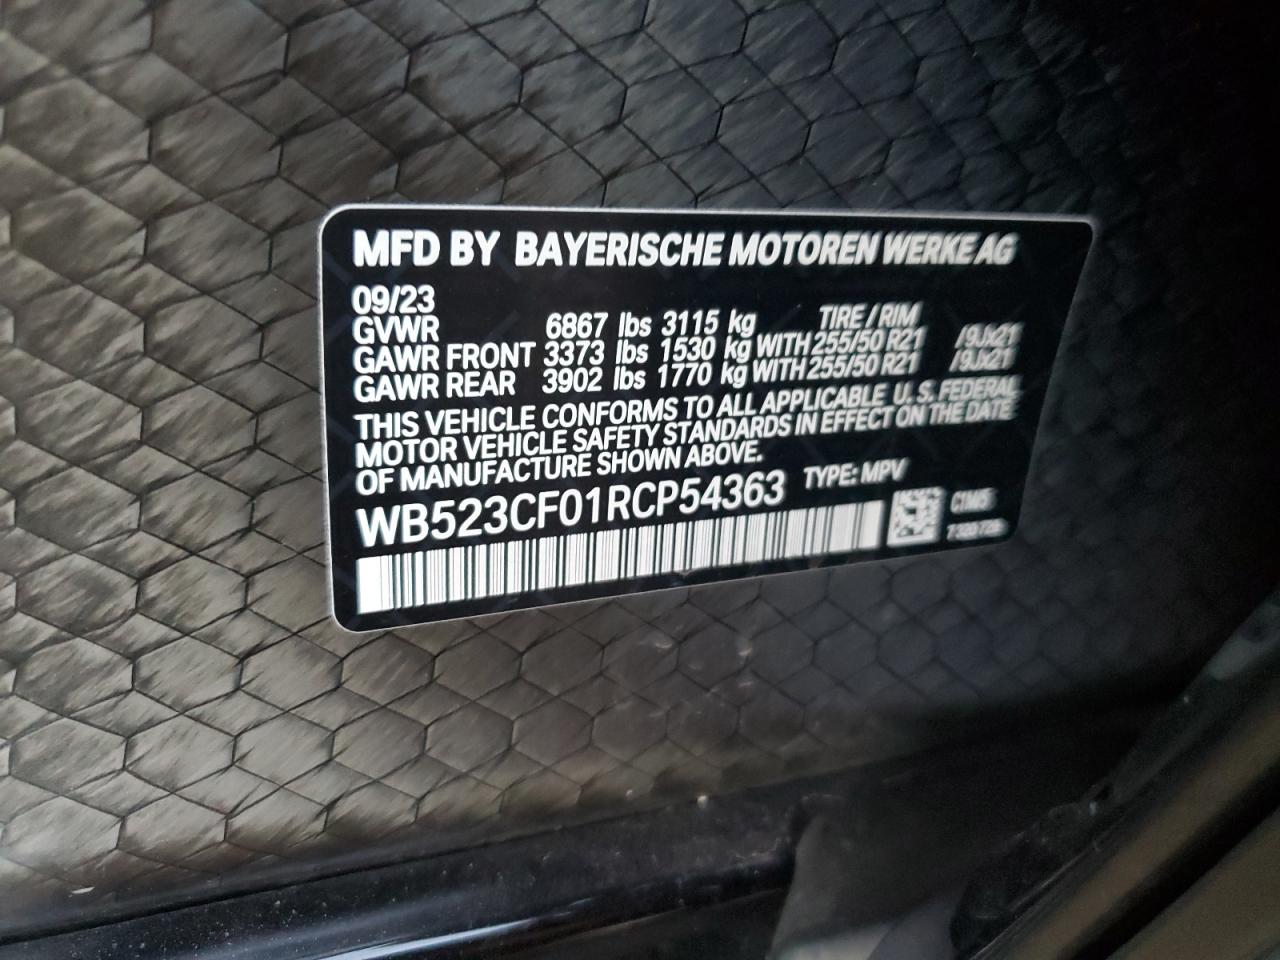 MFD BY BAYERISCHE MOTOREN WERKE AG
09/23
GVWR 6867 lbs 3115 kg TIRE / RIM
GAWR FRONT 3373 lbs 1530 kg WITH 255/50 R21 /9Jx21
GAWR REAR 3902 lbs 1770 kg WITH 255/50 R21 /9Jx21
THIS VEHICLE CONFORMS TO ALL APPLICABLE U.S. FEDERAL
MOTOR VEHICLE SAFETY STANDARDS IN EFFECT ON THE DATE
OF MANUFACTURE SHOWN ABOVE.
WB523CF01RCP54363 TYPE: MPV